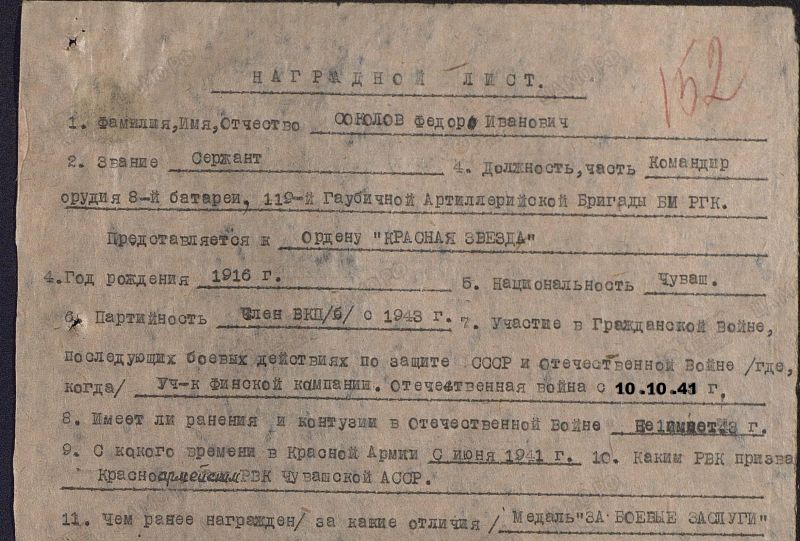 152
НАГРАДНОЙ ЛИСТ.
1. Фамилия,Имя,Отчество СОКОЛОВ Федор Иванович
2. Звание Сержант 4. Должность,часть Командир
орудия 8-й батареи, 119-й Гаубичной Артиллерийской Бригады БМ РГК.
Представляется к Ордену "КРАСНАЯ ЗВЕЗДА"
4.Год рождения 1916 г. 5. Национальность Чуваш.
6. Партийность Член ВКП/б/ с 1943 г. 7. Участие в Гражданской Войне,
последующих боевых действиях по защите СССР и Отечественной Войне /где,
когда/ Уч-к финской кампании. Отечественная война с 10.10.41 г.
8. Имеет ли ранения и контузии в Отечественной Войне г.
9. С какого времени в Красной Армии С июня 1941 г. 10. Каким РВК призва
Красноармейским РВК Чувашской АССР.
11. Чем ранее награжден/ за какие отличия / Медаль"ЗА БОЕВЫЕ ЗАСЛУГИ"